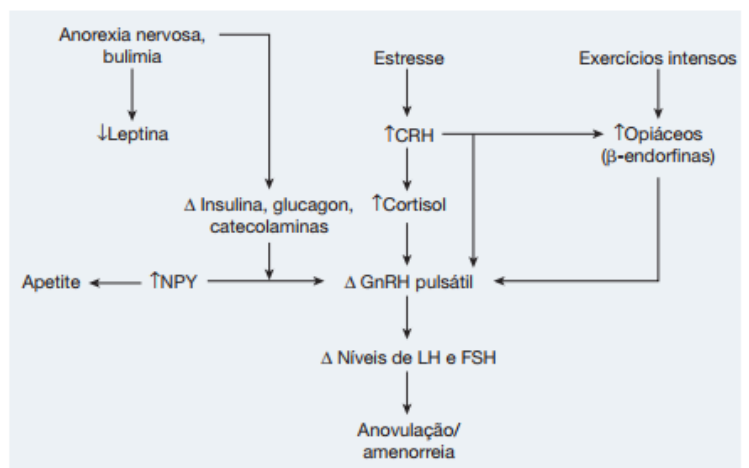 Anorexia nervosa,
bulimia
Estresse
Exercícios intensos
↓Leptina
↑CRH
↑Opiáceos
(β-endorfinas)
Δ Insulina, glucagon,
catecolaminas
↑Cortisol
Apetite
↑NPY
Δ GnRH pulsátil
Δ Níveis de LH e FSH
Anovulação/
amenorreia